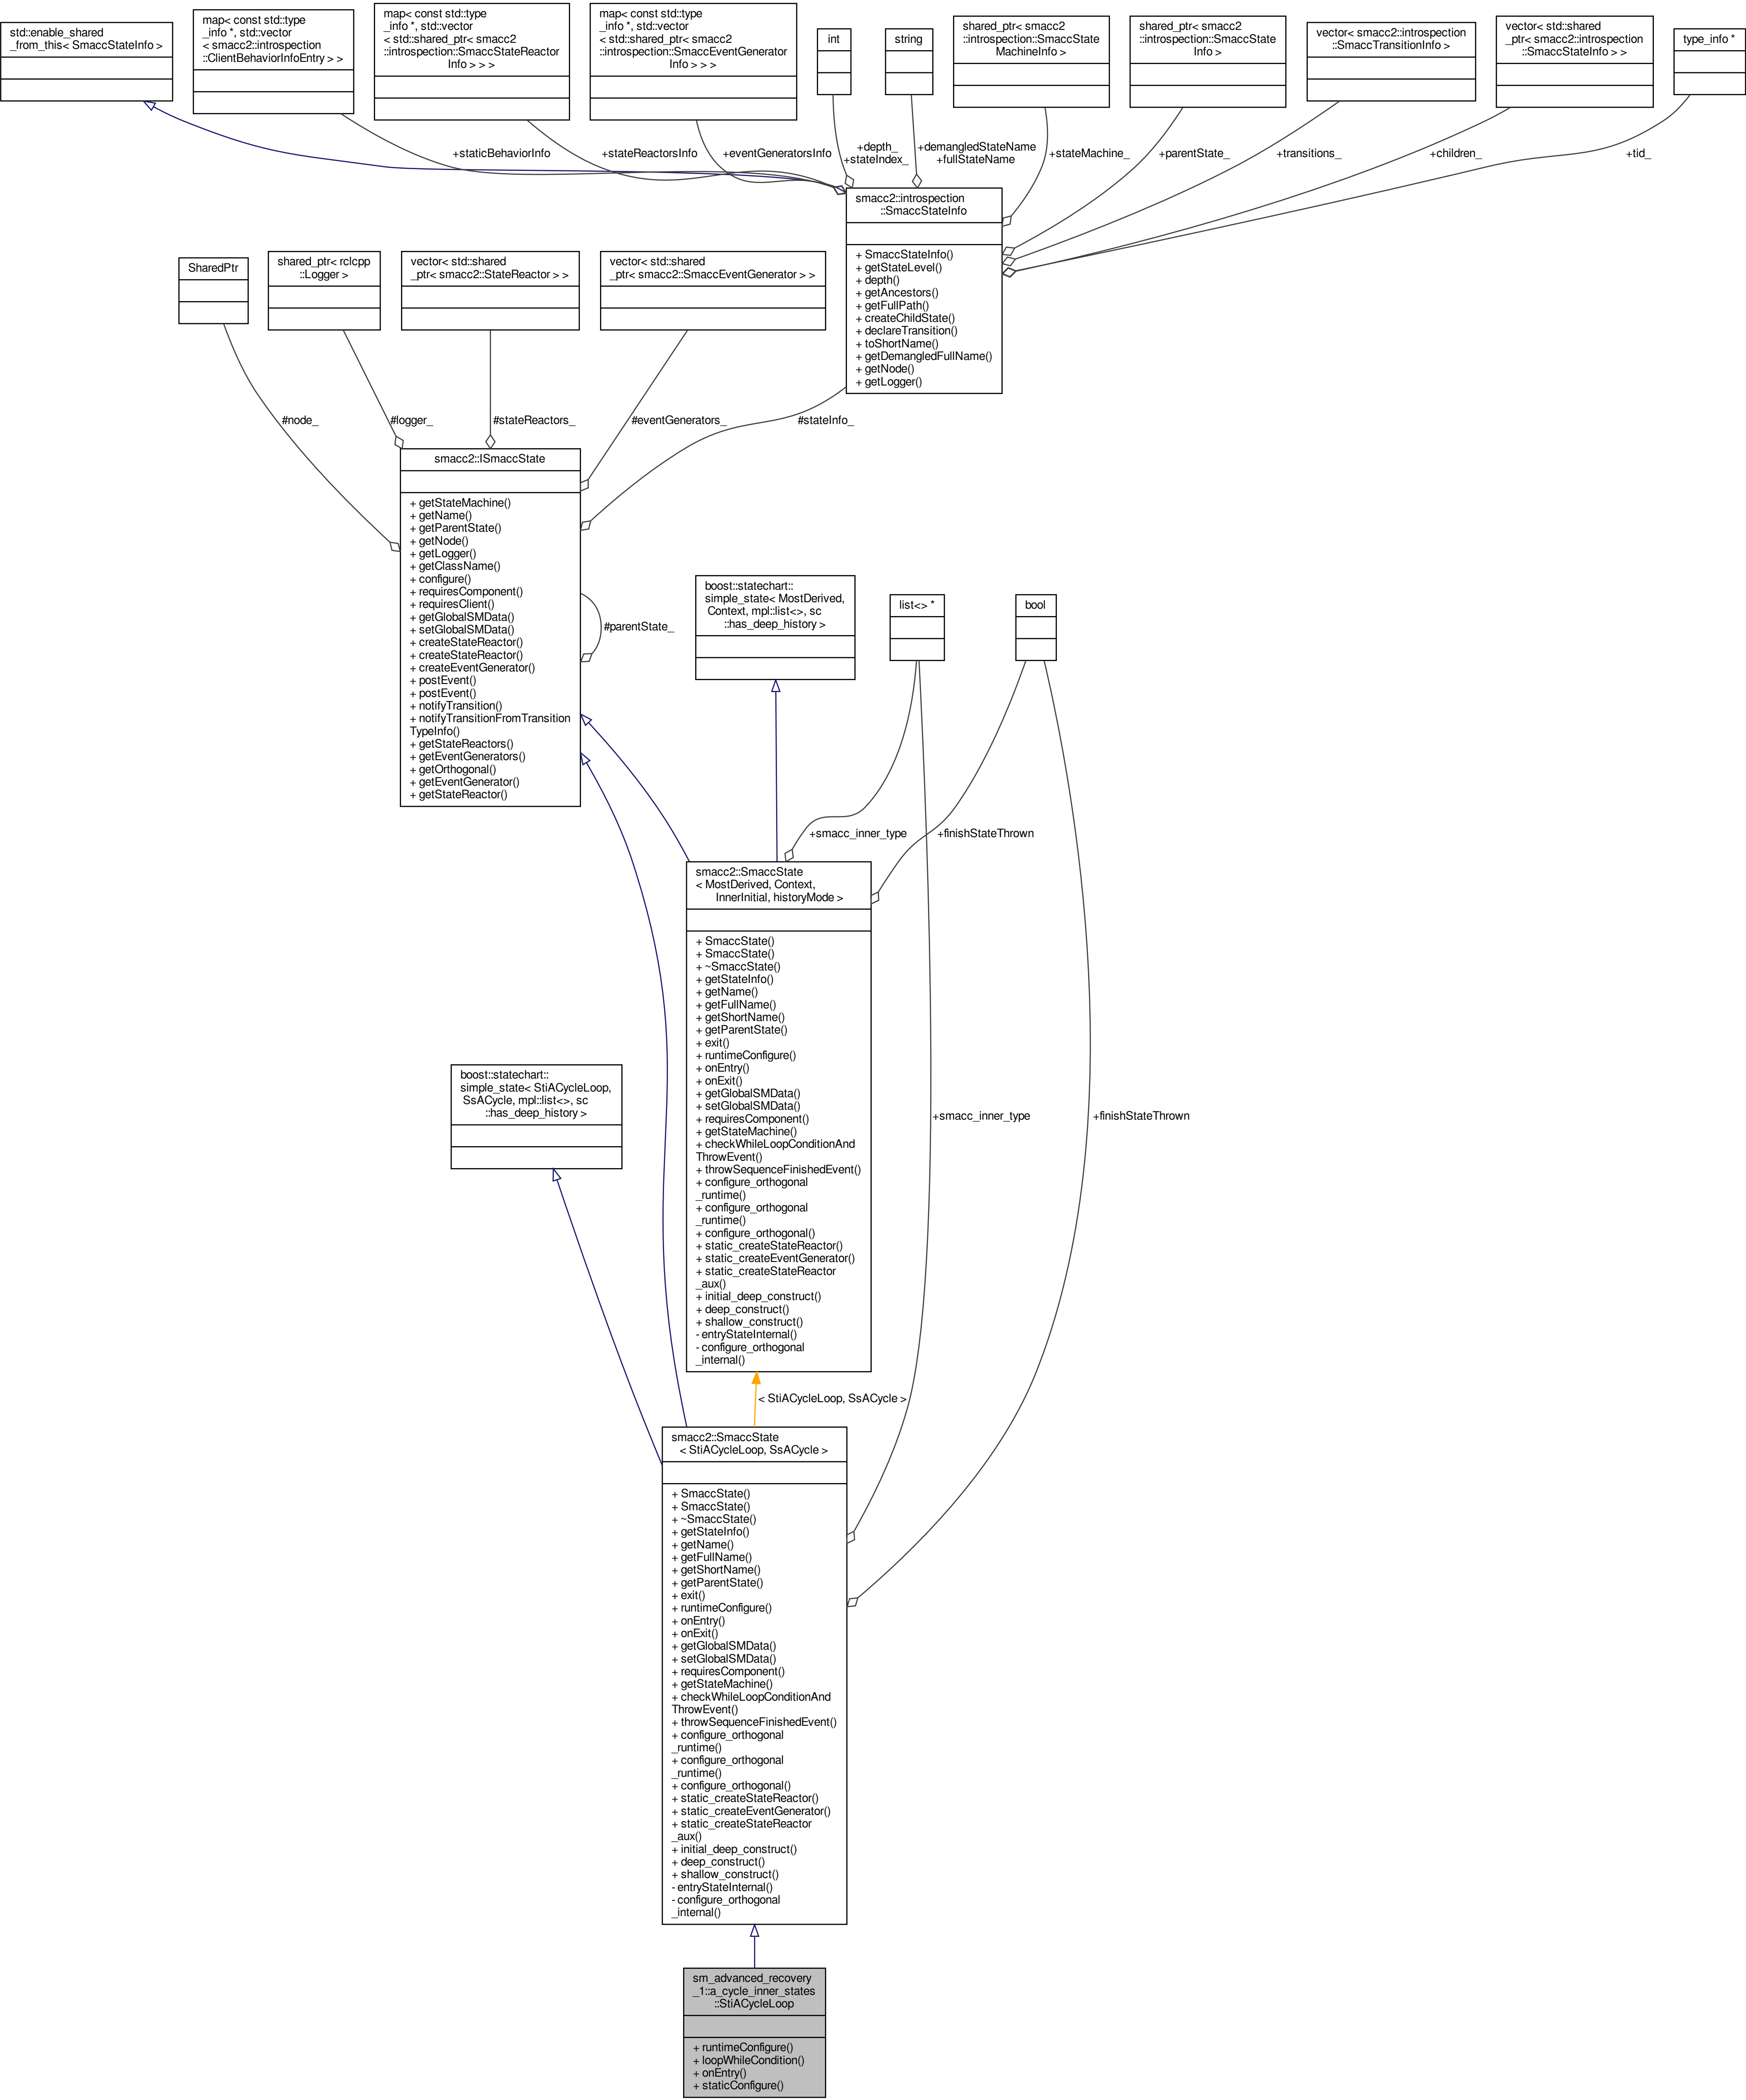 std::enable_shared
_from_this< SmaccStateInfo >
map< const std::type
_info *, std::vector
< smacc2::introspection
::ClientBehaviorInfoEntry > >
map< const std::type
_info *, std::vector
< std::shared_ptr< smacc2
::introspection::SmaccStateReactor
Info > > >
map< const std::type
_info *, std::vector
< std::shared_ptr< smacc2
::introspection::SmaccEventGenerator
Info > > >
int
string
shared_ptr< smacc2
::introspection::SmaccState
MachineInfo >
shared_ptr< smacc2
::introspection::SmaccState
Info >
vector< smacc2::introspection
::SmaccTransitionInfo >
vector< std::shared
_ptr< smacc2::introspection
::SmaccStateInfo > >
type_info *
+staticBehaviorInfo
+stateReactorsInfo
+eventGeneratorsInfo
+depth_
+stateIndex_
+demangledStateName
+fullStateName
+stateMachine_
+parentState_
+transitions_
+children_
+tid_
smacc2::introspection
::SmaccStateInfo
+ SmaccStateInfo()
+ getStateLevel()
+ depth()
+ getAncestors()
+ getFullPath()
+ createChildState()
+ declareTransition()
+ toShortName()
+ getDemangledFullName()
+ getNode()
+ getLogger()
SharedPtr
shared_ptr< rclcpp
::Logger >
vector< std::shared
_ptr< smacc2::StateReactor > >
vector< std::shared
_ptr< smacc2::SmaccEventGenerator > >
#node_
#logger_
#stateReactors_
#eventGenerators_
#stateInfo_
smacc2::ISmaccState
+ getStateMachine()
+ getName()
+ getParentState()
+ getNode()
+ getLogger()
+ getClassName()
+ configure()
+ requiresComponent()
+ requiresClient()
+ getGlobalSMData()
+ setGlobalSMData()
+ createStateReactor()
+ createStateReactor()
+ createEventGenerator()
+ postEvent()
+ postEvent()
+ notifyTransition()
+ notifyTransitionFromTransition
TypeInfo()
+ getStateReactors()
+ getEventGenerators()
+ getOrthogonal()
+ getEventGenerator()
+ getStateReactor()
#parentState_
boost::statechart::
simple_state< MostDerived,
Context, mpl::list<>, sc
::has_deep_history >
list<> *
bool
+smacc_inner_type
+finishStateThrown
smacc2::SmaccState
< MostDerived, Context,
InnerInitial, historyMode >
+ SmaccState()
+ SmaccState()
+ ~SmaccState()
+ getStateInfo()
+ getName()
+ getFullName()
+ getShortName()
+ getParentState()
+ exit()
+ runtimeConfigure()
+ onEntry()
+ onExit()
+ getGlobalSMData()
+ setGlobalSMData()
+ requiresComponent()
+ getStateMachine()
+ checkWhileLoopConditionAnd
ThrowEvent()
+ throwSequenceFinishedEvent()
+ configure_orthogonal
_runtime()
+ configure_orthogonal
_runtime()
+ configure_orthogonal()
+ static_createStateReactor()
+ static_createEventGenerator()
+ static_createStateReactor
_aux()
+ initial_deep_construct()
+ deep_construct()
+ shallow_construct()
- entryStateInternal()
- configure_orthogonal
_internal()
boost::statechart::
simple_state< StiACycleLoop,
SsACycle, mpl::list<>, sc
::has_deep_history >
+smacc_inner_type
+finishStateThrown
< StiACycleLoop, SsACycle >
smacc2::SmaccState
< StiACycleLoop, SsACycle >
+ SmaccState()
+ SmaccState()
+ ~SmaccState()
+ getStateInfo()
+ getName()
+ getFullName()
+ getShortName()
+ getParentState()
+ exit()
+ runtimeConfigure()
+ onEntry()
+ onExit()
+ getGlobalSMData()
+ setGlobalSMData()
+ requiresComponent()
+ getStateMachine()
+ checkWhileLoopConditionAnd
ThrowEvent()
+ throwSequenceFinishedEvent()
+ configure_orthogonal
_runtime()
+ configure_orthogonal
_runtime()
+ configure_orthogonal()
+ static_createStateReactor()
+ static_createEventGenerator()
+ static_createStateReactor
_aux()
+ initial_deep_construct()
+ deep_construct()
+ shallow_construct()
- entryStateInternal()
- configure_orthogonal
_internal()
sm_advanced_recovery
_1::a_cycle_inner_states
::StiACycleLoop
+ runtimeConfigure()
+ loopWhileCondition()
+ onEntry()
+ staticConfigure()